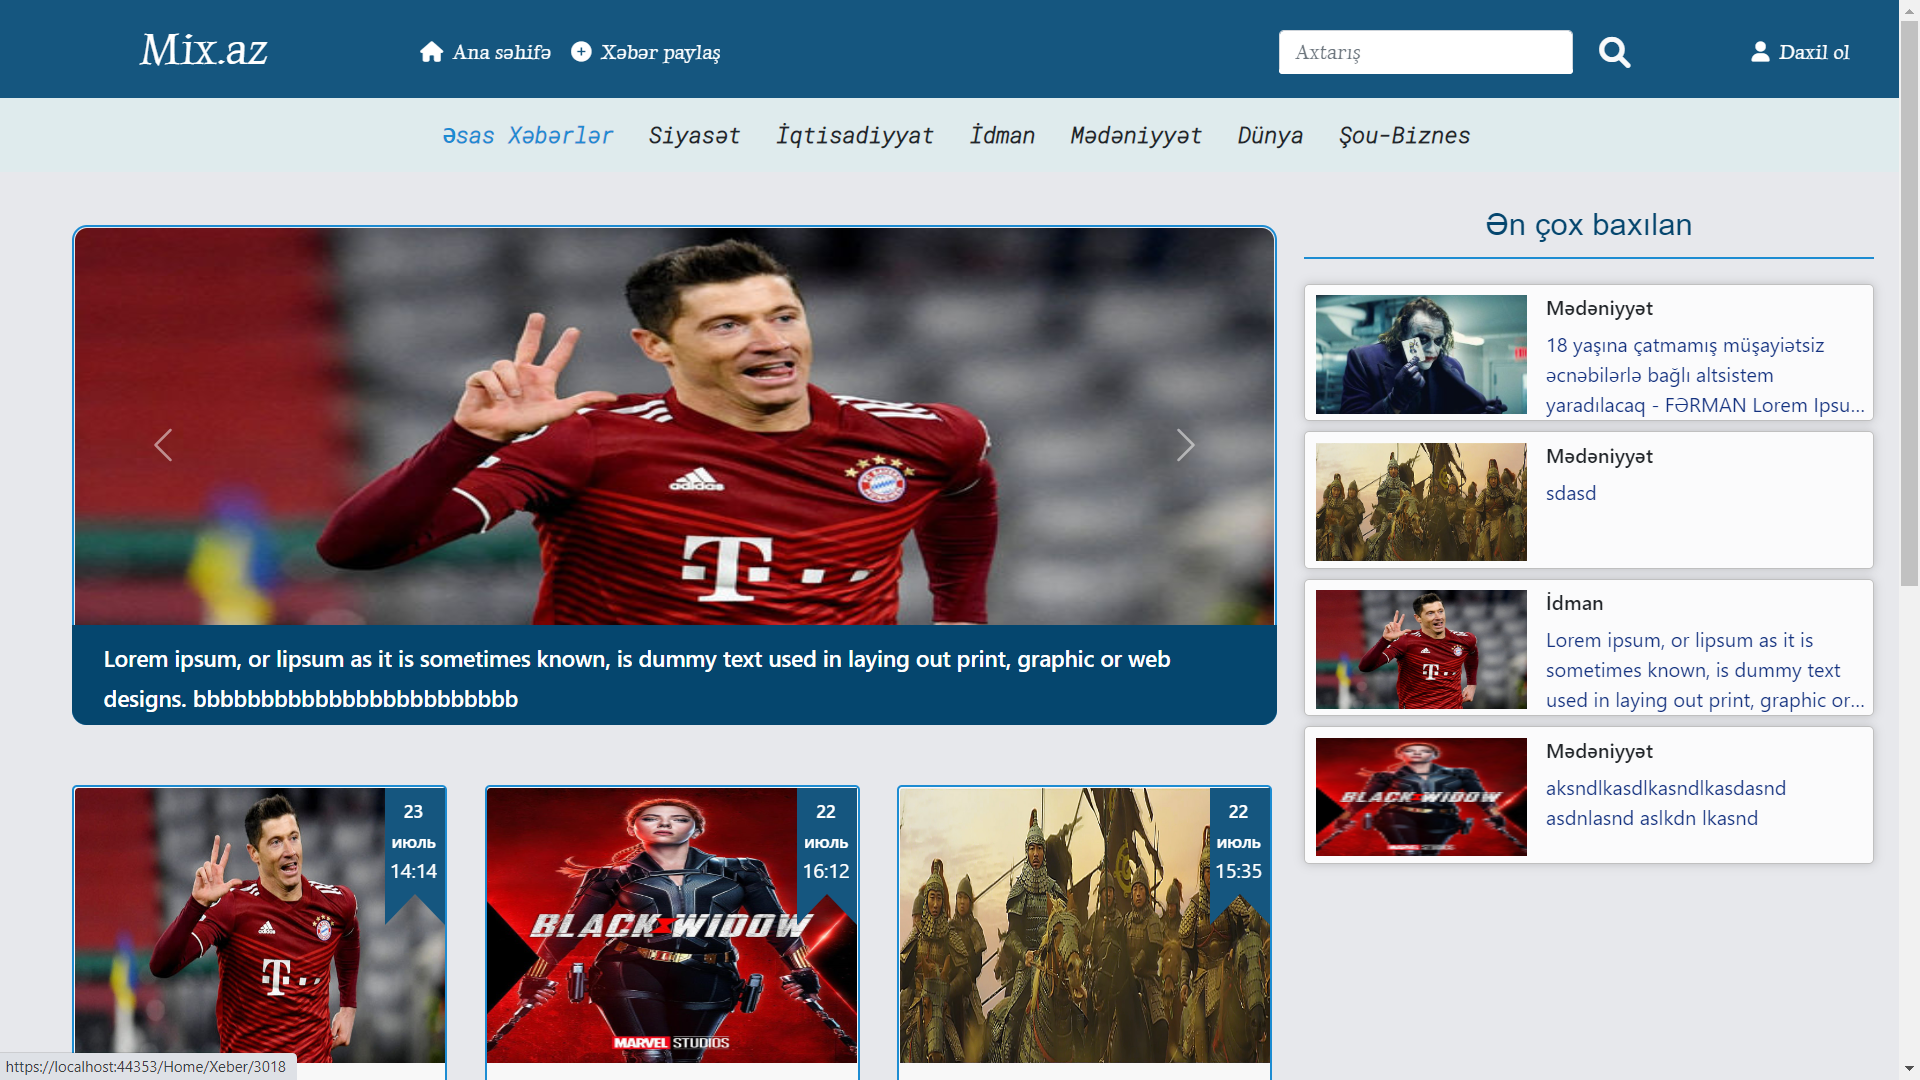 Mix.az
Ana səhifə
Xəbər paylaş
Axtarış
Daxil ol
Əsas Xəbərlər
Siyasət
İqtisadiyyat
İdman
Mədəniyyət
Dünya
Şou-Biznes
adidas
T
Lorem ipsum, or lipsum as it is sometimes known, is dummy text used in laying out print, graphic or web
designs. bbbbbbbbbbbbbbbbbbbbbbbb
23
июль
14:14
adidas
T
22
июль
16:12
BLACK WIDOW
MARVEL STUDIOS
22
июль
15:35
Ən çox baxılan
Mədəniyyət
18 yaşına çatmamış müşayiətsiz
əcnəbilərlə bağlı altsistem
yaradılacaq - FƏRMAN Lorem Ipsu...
Mədəniyyət
sdasd
İdman
Lorem ipsum, or lipsum as it is
sometimes known, is dummy text
used in laying out print, graphic or...
T
Mədəniyyət
aksndlkasdlkasndlkasdasnd
asdnlasnd aslkdn lkasnd
BLACK WIDOW
https://localhost:44353/Home/Xeber/3018